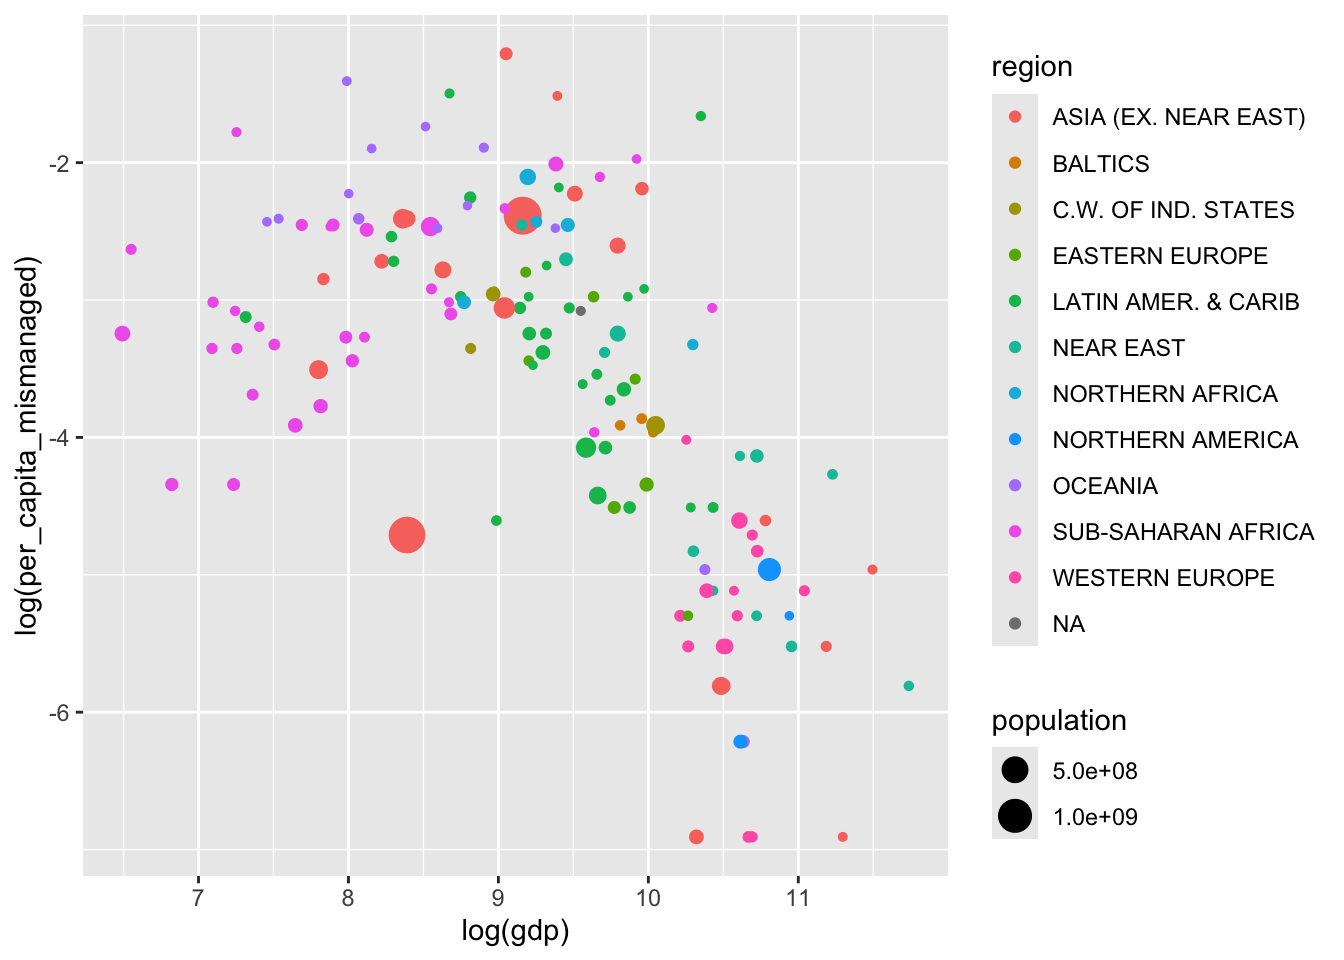 log(per_capita_mismanaged)
-2
-4
-6
7
8
9
10
11
log(gdp)
region
ASIA (EX. NEAR EAST)
BALTICS
C.W. OF IND. STATES
EASTERN EUROPE
LATIN AMER. & CARIB
NEAR EAST
NORTHERN AFRICA
NORTHERN AMERICA
OCEANIA
SUB-SAHARAN AFRICA
WESTERN EUROPE
NA
population
5.0e+08
1.0e+09